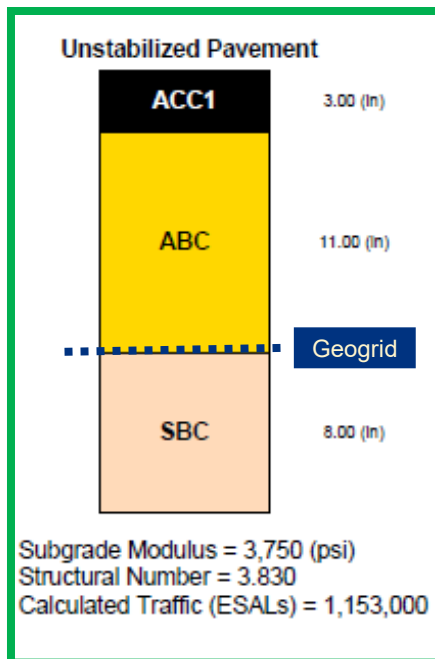 Unstabilized Pavement
ACC1 3.00 (in)
ABC 11.00 (in)
Geogrid
SBC 8.00 (in)
Subgrade Modulus = 3,750 (psi)
Structural Number = 3.830
Calculated Traffic (ESALs) = 1,153,000